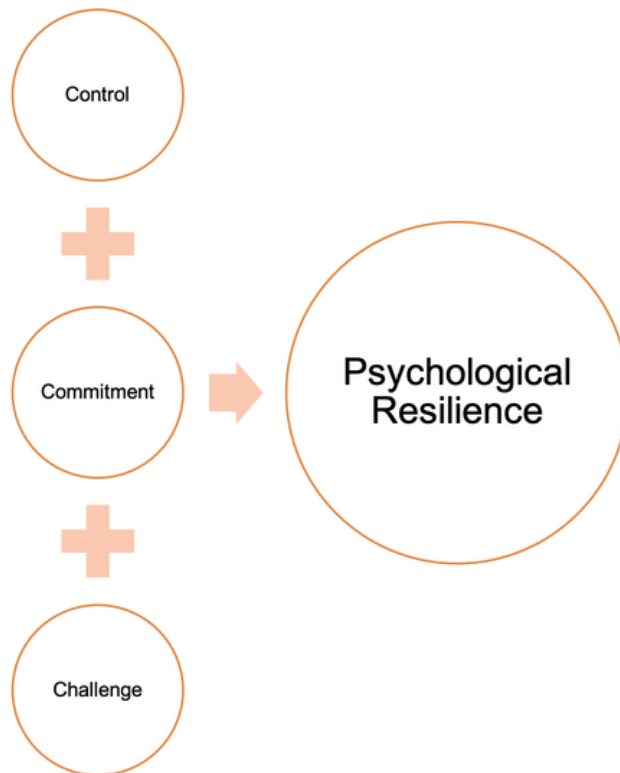 Control
Commitment
Psychological
Resilience
Challenge